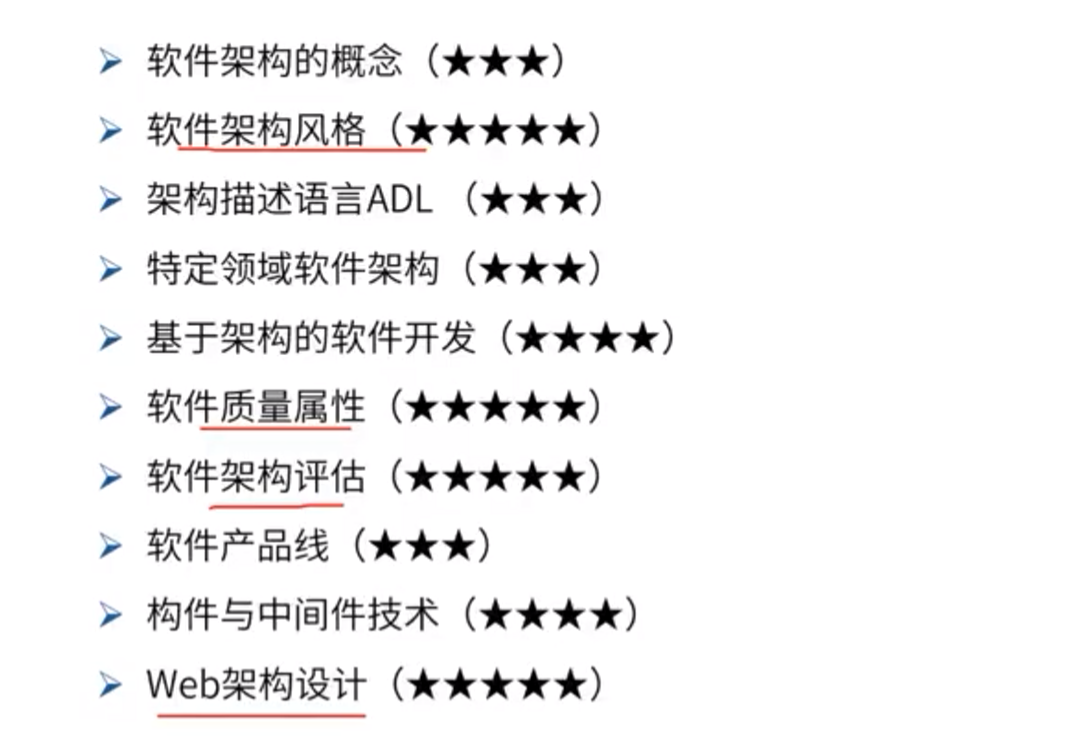 ➢ 软件架构的概念（★★★）
➢ 软件架构风格（★★★★★）
➢ 架构描述语言ADL （★★★）
➢ 特定领域软件架构（★★★）
➢ 基于架构的软件开发（★★★★）
➢ 软件质量属性（★★★★★）
➢ 软件架构评估（★★★★★）
➢ 软件产品线（★★★）
➢ 构件与中间件技术（★★★★）
➢ Web架构设计（★★★★★）